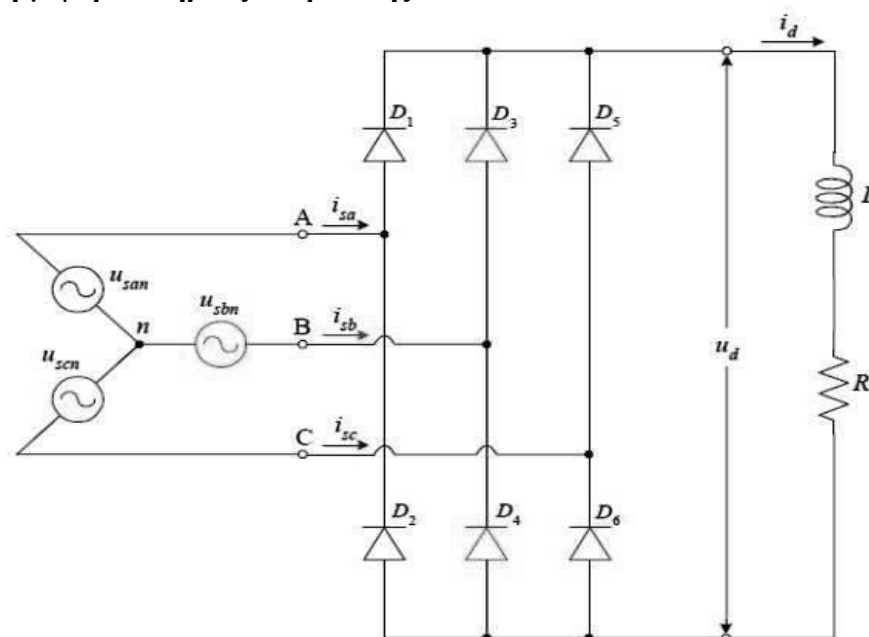 i_d
D_1
D_3
D_5
A
i_sa
L
u_san
u_sbn
B
i_sb
n
u_d
u_scn
R
C
i_sc
D_2
D_4
D_6